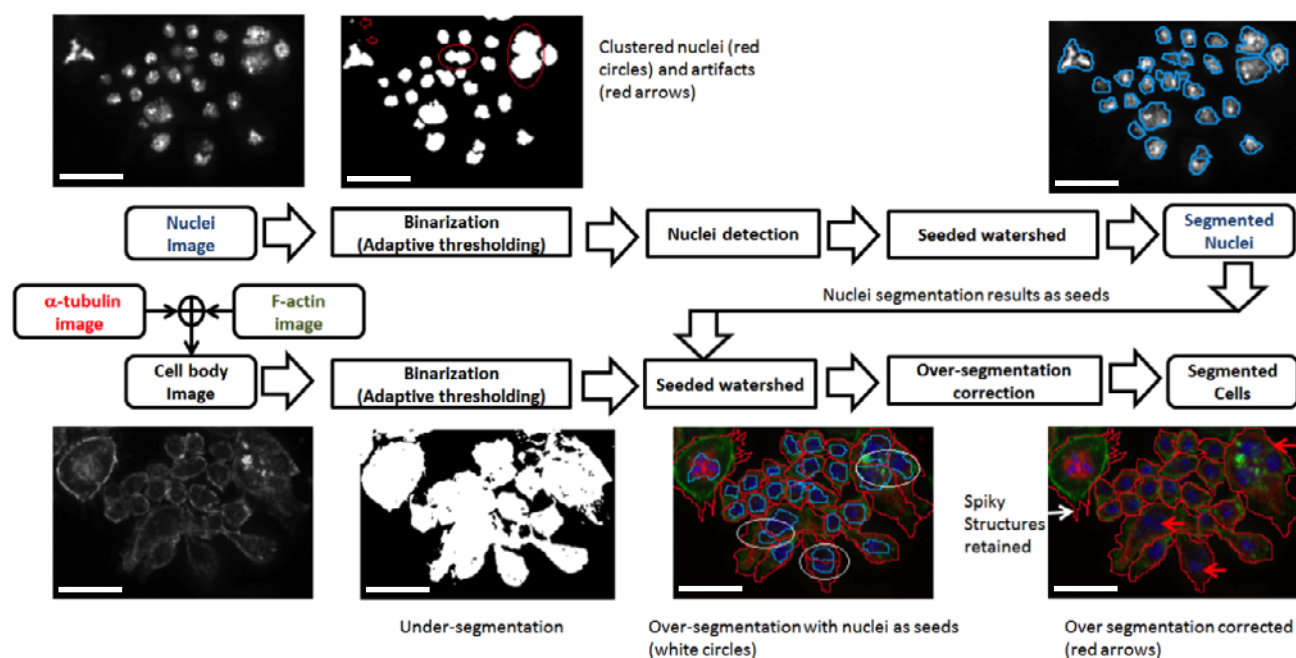 Clustered nuclei (red
circles) and artifacts
(red arrows)
Nuclei
Image
Binarization
(Adaptive thresholding)
Nuclei detection
Seeded watershed
Segmented
Nuclei
Nuclei segmentation results as seeds
α-tubulin
image
F-actin
image
Cell body
Image
Binarization
(Adaptive thresholding)
Seeded watershed
Over-segmentation
correction
Segmented
Cells
Spiky
Structures
retained
Under-segmentation
Over-segmentation with nuclei as seeds
(white circles)
Over segmentation corrected
(red arrows)